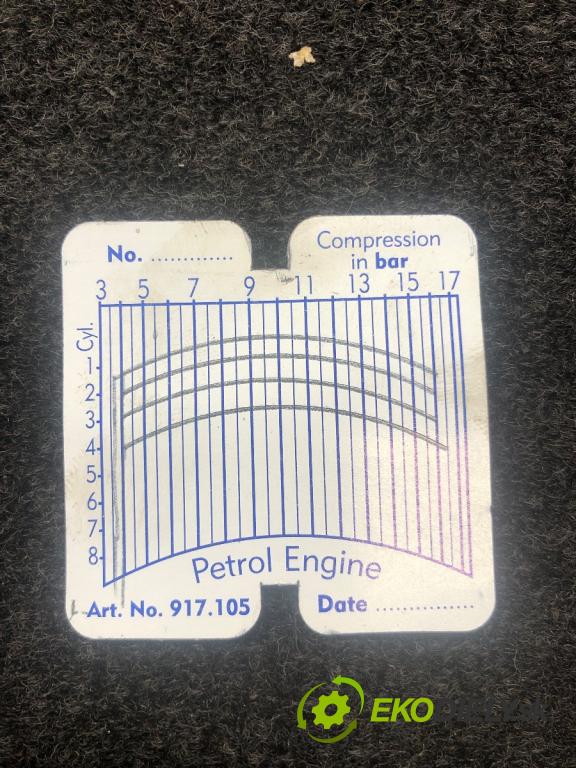 No. .............
Compression
in bar
3 5 7 9 11 13 15 17
Cyl.
1
2
3
4
5
6
7
8
Petrol Engine
Art. No. 917.105
Date ...............
EKO